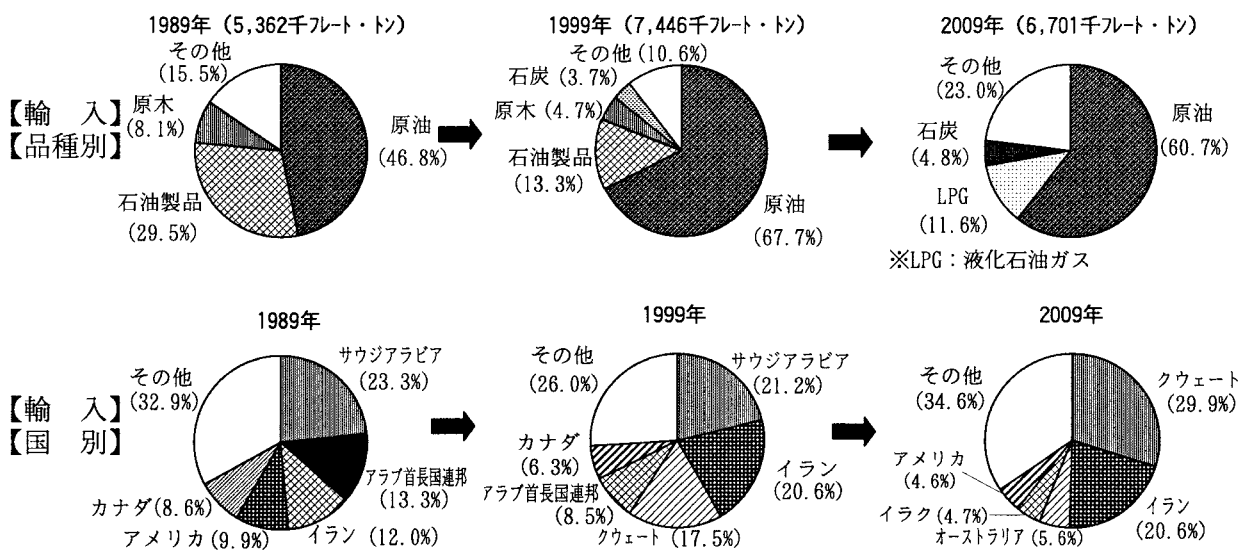 1989年 (5,362千フレート・トン)
その他
(15.5%)
原木
(8.1%)
石油製品
(29.5%)
原油
(46.8%)
1999年 (7,446千フレート・トン)
その他 (10.6%)
石炭 (3.7%)
原木 (4.7%)
石油製品
(13.3%)
原油
(67.7%)
2009年 (6,701千フレート・トン)
その他
(23.0%)
石炭
(4.8%)
LPG
(11.6%)
原油
(60.7%)
※LPG：液化石油ガス
【輸　入】
【品種別】
1989年
その他
(32.9%)
サウジアラビア
(23.3%)
アラブ首長国連邦
(13.3%)
カナダ(8.6%)
アメリカ(9.9%)
イラン (12.0%)
1999年
その他
(26.0%)
サウジアラビア
(21.2%)
カナダ
(6.3%)
アラブ首長国連邦
(8.5%)
クウェート (17.5%)
イラン
(20.6%)
2009年
その他
(34.6%)
クウェート
(29.9%)
アメリカ
(4.6%)
イラク(4.7%)
オーストラリア(5.6%)
イラン
(20.6%)
【輸　入】
【国　別】